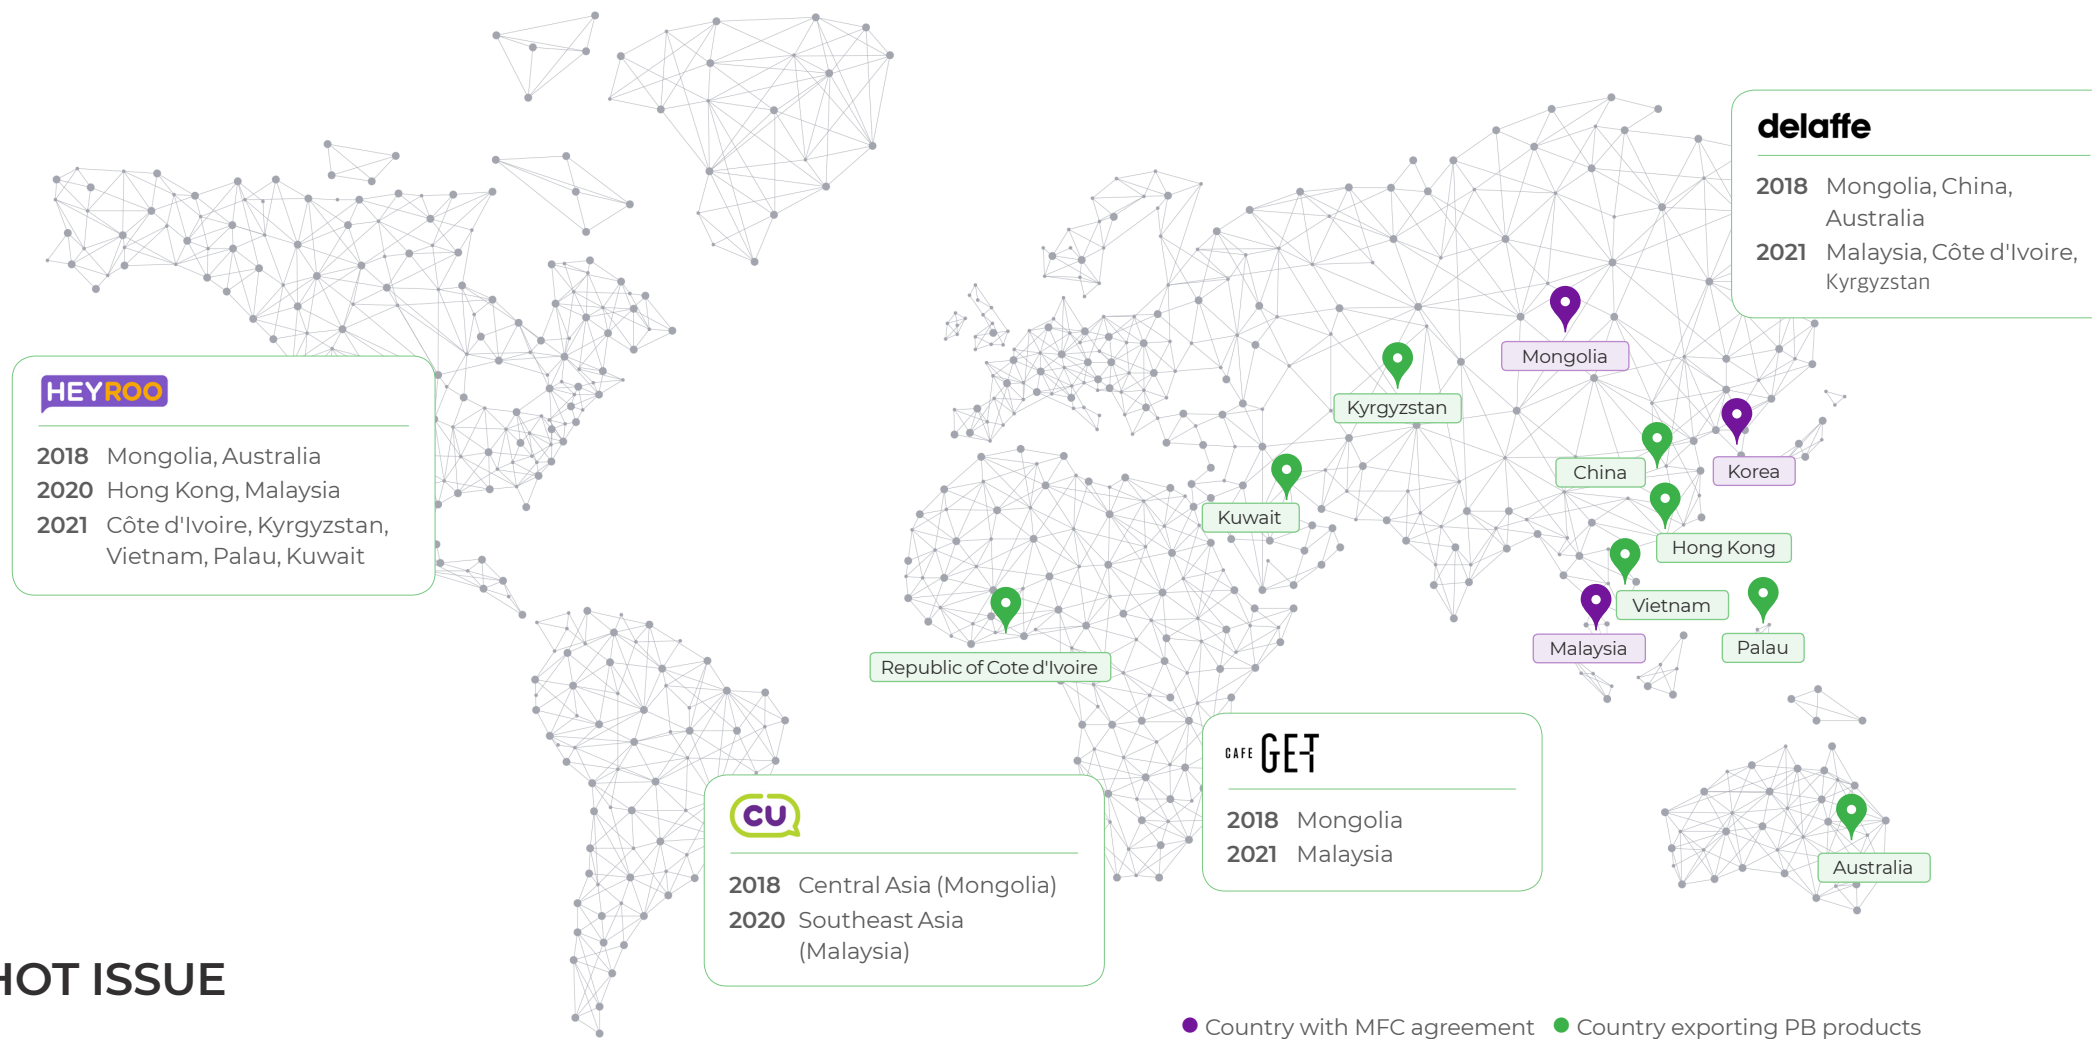 delaffe
2018 Mongolia, China,
Australia
2021 Malaysia, Côte d'Ivoire,
Kyrgyzstan
Mongolia
Kyrgyzstan
China
Korea
Kuwait
Hong Kong
Vietnam
Malaysia
Palau
Republic of Cote d'Ivoire
Australia
HEYROO
2018 Mongolia, Australia
2020 Hong Kong, Malaysia
2021 Côte d'Ivoire, Kyrgyzstan,
Vietnam, Palau, Kuwait
CAFE GET
2018 Mongolia
2021 Malaysia
CU
2018 Central Asia (Mongolia)
2020 Southeast Asia
(Malaysia)
HOT ISSUE
Country with MFC agreement
Country exporting PB products